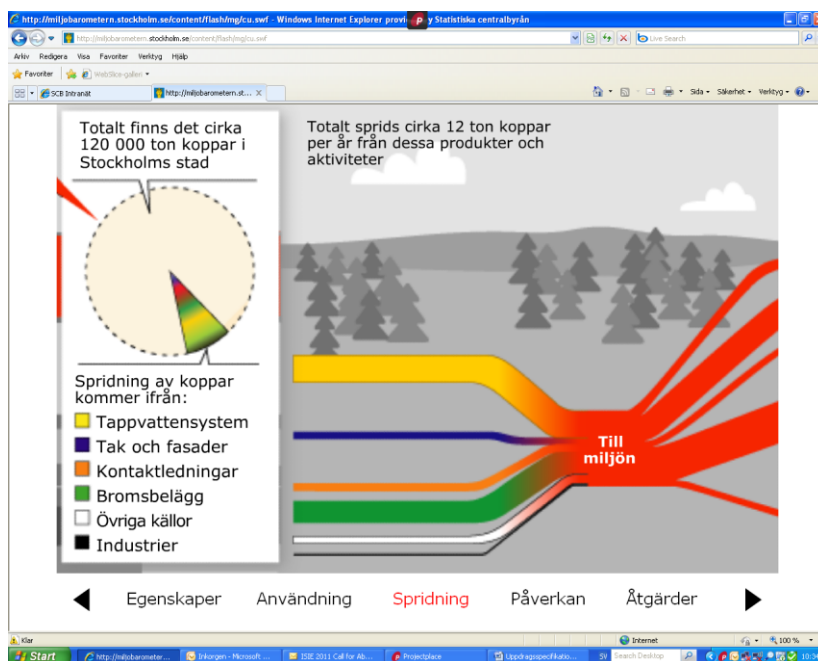 http://miljobarometern.stockholm.se/content/flash/mg/cu.swf - Windows Internet Explorer provi y Statistiska centralbyrån
http://miljobarometern.stockholm.se/content/flash/mg/cu.swf
Live Search
Arkiv Redigera Visa Favoriter Verktyg Hjälp
Favoriter WebSlice-galleri
SCB Intranät http://miljobarometern.st... Sida Säkerhet Verktyg
Totalt finns det cirka
120 000 ton koppar i
Stockholms stad
Totalt sprids cirka 12 ton koppar
per år från dessa produkter och
aktiviteter
Spridning av koppar
kommer ifrån:
Tappvattensystem
Tak och fasader
Kontaktledningar
Bromsbelägg
Övriga källor
Industrier
Till
miljön
Egenskaper Användning Spridning Påverkan Åtgärder
Klar Internet 100 %
Start http://miljobarometer... Inkorgen - Microsoft ... ISIE 2011 Call for Ab... Projectplace Uppdragsspecifikatio... SV Search Desktop